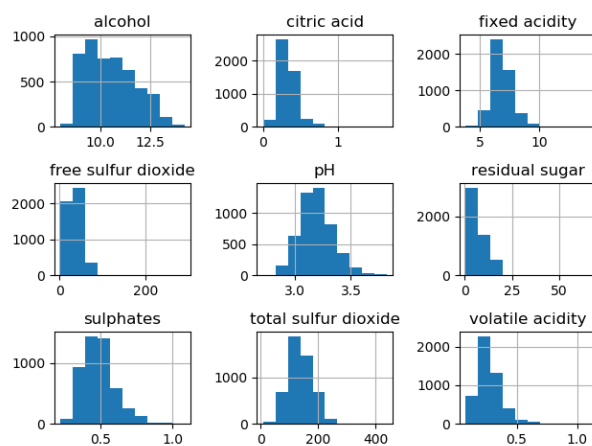 alcohol
1000
500
0
10.0 12.5
citric acid
2000
1000
0
0 1
fixed acidity
2000
1000
0
5 10
free sulfur dioxide
2000
1000
0
0 200
pH
1000
500
0
3.0 3.5
residual sugar
2000
0
0 25 50
sulphates
1000
0
0.5 1.0
total sulfur dioxide
1000
0
0 200 400
volatile acidity
2000
1000
0
0.5 1.0